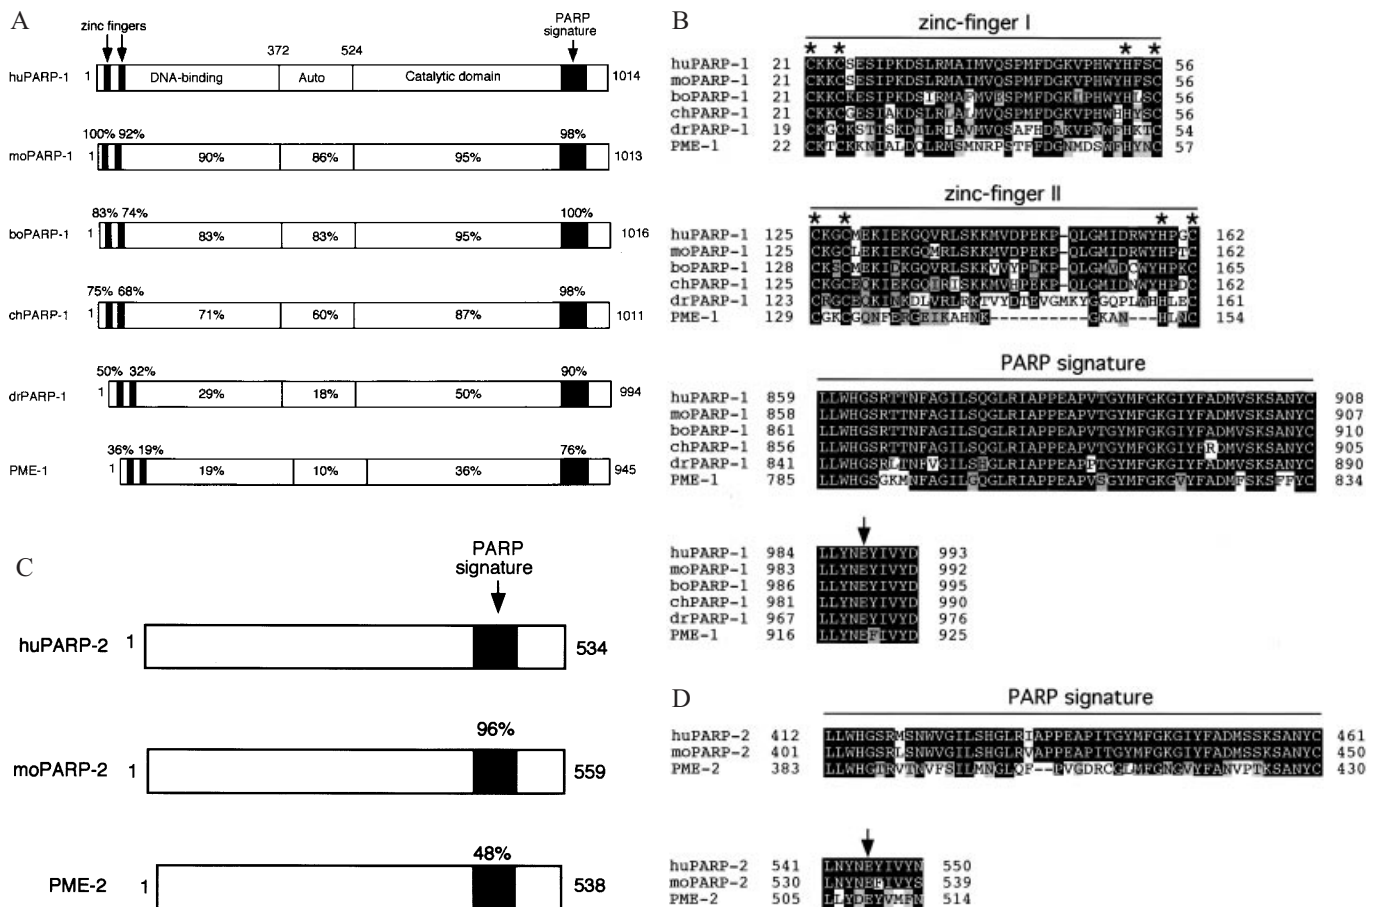 A
zinc fingers
PARP
signature
372 524
huPARP-1 1 DNA-binding Auto Catalytic domain 1014
100% 92% 98%
moPARP-1 1 90% 86% 95% 1013
83% 74% 100%
boPARP-1 1 83% 83% 95% 1016
75% 68% 98%
chPARP-1 1 71% 60% 87% 1011
50% 32% 90%
drPARP-1 1 29% 18% 50% 994
36% 19% 76%
PME-1 1 19% 10% 36% 945
B
zinc-finger I
* * * *
huPARP-1 21 CKKCSESIPKDSLRMAIMVQSPMFDGKVPHWYHFSC 56
moPARP-1 21 CKKCSESIPKDSLRMAIMVQSPMFDGKVPHWYHFSC 56
boPARP-1 21 CKKCKESIPKDSIRMAFMVESPMFDGKIPHWYHLSC 56
chPARP-1 21 CKKCGESIAKDSLRLALMVQSPMFDGKVPHWHHYSC 56
drPARP-1 19 CKGCKSTISKDTLRIAVMVQSAFHDAKVPNWFHKTC 54
PME-1 22 CKTCKKNIALDQLRMSMNRPSTFFDGNMDSWFHYNC 57
zinc-finger II
* * * *
huPARP-1 125 CKGCMEKIEKGQVRLSKKMVDPEKP-QLGMIDRWYHPGC 162
moPARP-1 125 CKGCLEKIEKGQMRLSKKMVDPEKP-QLGMIDRWYHPTC 162
boPARP-1 128 CKSCMEKIDKGQVRLSKKVVYPDKP-QLGMVDCWYHPKC 165
chPARP-1 125 CKGCEQKIEKGQIRISKKMVHPEKP-QLGMIDNWYHPDC 162
drPARP-1 123 CRGCEQKINKDLVRLRKTVYDTEVGMKYGGQPLWHHLEC 161
PME-1 129 CGKCGQNFERGEIKAHNK----------GKAN---HLNC 154
PARP signature
huPARP-1 859 LLWHGSRTTNFAGILSQGLRIAPPEAPVTGYMFGKGIYFADMVSKSANYC 908
moPARP-1 858 LLWHGSRTTNFAGILSQGLRIAPPEAPVTGYMFGKGIYFADMVSKSANYC 907
boPARP-1 861 LLWHGSRTTNFAGILSQGLRIAPPEAPVTGYMFGKGIYFADMVSKSANYC 910
chPARP-1 856 LLWHGSRTTNFAGILSQGLRIAPPEAPVTGYMFGKGIYFRDMVSKSANYC 905
drPARP-1 841 LLWHGSRLTNFVGILSHGLRIAPPEAPPTGYMFGKGIYFADMVSKSANYC 890
PME-1 785 LLWHGSGKMNFAGILGQGLRIAPPEAPVSGYMFGKGVYFADMFSKSFFYC 834
huPARP-1 984 LLYNEYIVYD 993
moPARP-1 983 LLYNEYIVYD 992
boPARP-1 986 LLYNEYIVYD 995
chPARP-1 981 LLYNEYIVYD 990
drPARP-1 967 LLYNEYIVYD 976
PME-1 916 LLYNEFIVYD 925
C
PARP
signature
huPARP-2 1 534
96%
moPARP-2 1 559
48%
PME-2 1 538
D
PARP signature
huPARP-2 412 LLWHGSRMSNWVGILSHGLRIAPPEAPITGYMFGKGIYFADMSSKSANYC 461
moPARP-2 401 LLWHGSRLSNWVGILSHGLRVAPPEAPITGYMFGKGIYFADMSSKSANYC 450
PME-2 383 LLWHGTRVTNVFSILMNGLQF--PVGDRCGLMFGNGVYFANVPTKSANYC 430
huPARP-2 541 LNYNEYIVYN 550
moPARP-2 530 LNYNEFIVYS 539
PME-2 505 LLYDEYVMFN 514